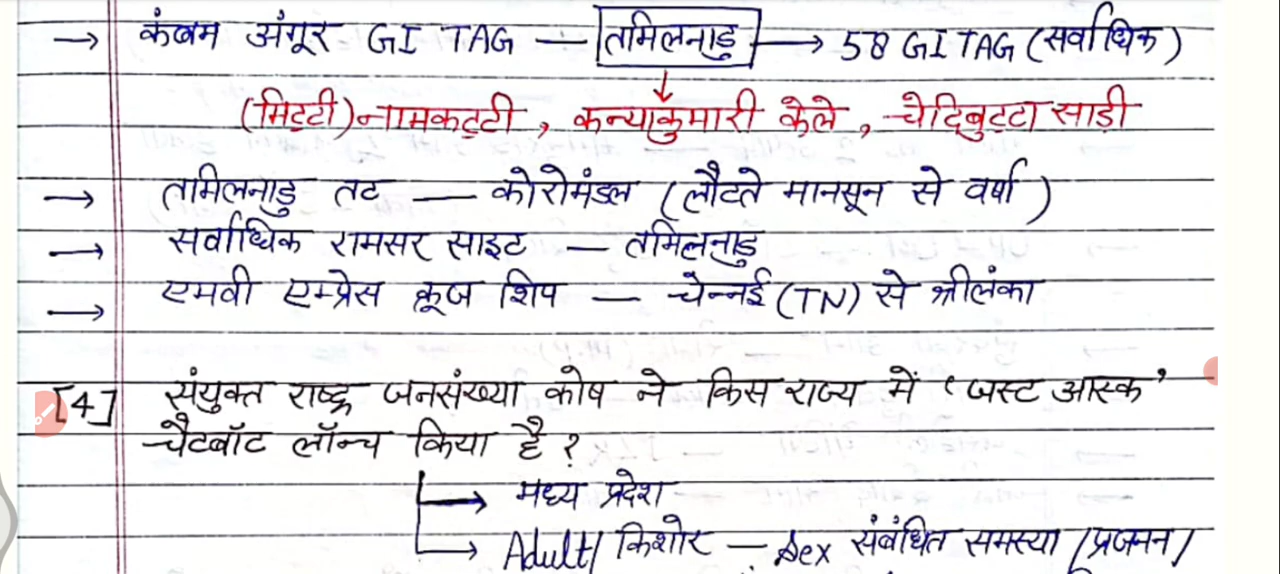 → कंबम अंगूर GI TAG — तमिलनाडु → 58 GI TAG (सर्वाधिक)
(मिट्टी) नामकट्टी, कन्याकुमारी केले, चेदिबुट्टा साड़ी
→ तमिलनाडु तट — कोरोमंडल (लौटते मानसून से वर्षा)
→ सर्वाधिक रामसर साइट — तमिलनाडु
→ एमवी एम्प्रेस क्रूज शिप — चेन्नई (TN) से श्रीलंका
[4] संयुक्त राष्ट्र जनसंख्या कोष ने किस राज्य में 'जस्ट आस्क'
चैटबॉट लॉन्च किया है?
→ मध्य प्रदेश
→ Adult/ किशोर — Sex संबंधित समस्या / प्रजनन /